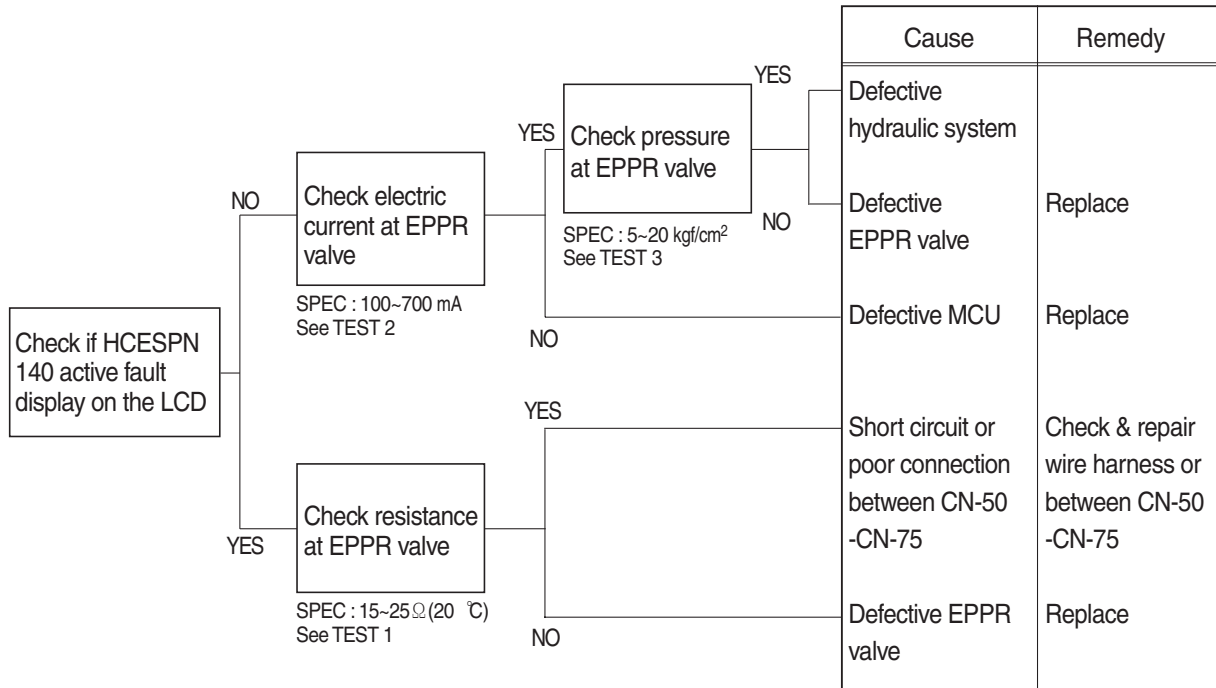 Check if HCESPN
140 active fault
display on the LCD
NO
YES
Check electric
current at EPPR
valve
SPEC : 100~700 mA
See TEST 2
YES
NO
Check pressure
at EPPR valve
SPEC : 5~20 kgf/cm²
See TEST 3
YES
NO
Check resistance
at EPPR valve
SPEC : 15~25Ω(20 ℃)
See TEST 1
YES
NO
Cause Remedy
Defective
hydraulic system
Defective Replace
EPPR valve
Defective MCU Replace
Short circuit or Check & repair
poor connection wire harness or
between CN-50 between CN-50
-CN-75 -CN-75
Defective EPPR Replace
valve